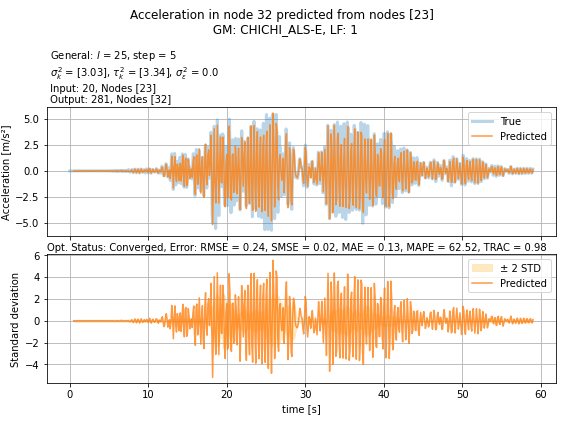 Acceleration in node 32 predicted from nodes [23]
GM: CHICHI_ALS-E, LF: 1
General: l = 25, step = 5
σ²ₖ = [3.03], τ²ₖ = [3.34], σ²ε = 0.0
Input: 20, Nodes [23]
Output: 281, Nodes [32]
Acceleration [m/s²]
5.0
2.5
0.0
−2.5
−5.0
True
Predicted
Opt. Status: Converged, Error: RMSE = 0.24, SMSE = 0.02, MAE = 0.13, MAPE = 62.52, TRAC = 0.98
Standard deviation
6
4
2
0
−2
−4
± 2 STD
Predicted
0 10 20 30 40 50 60
time [s]